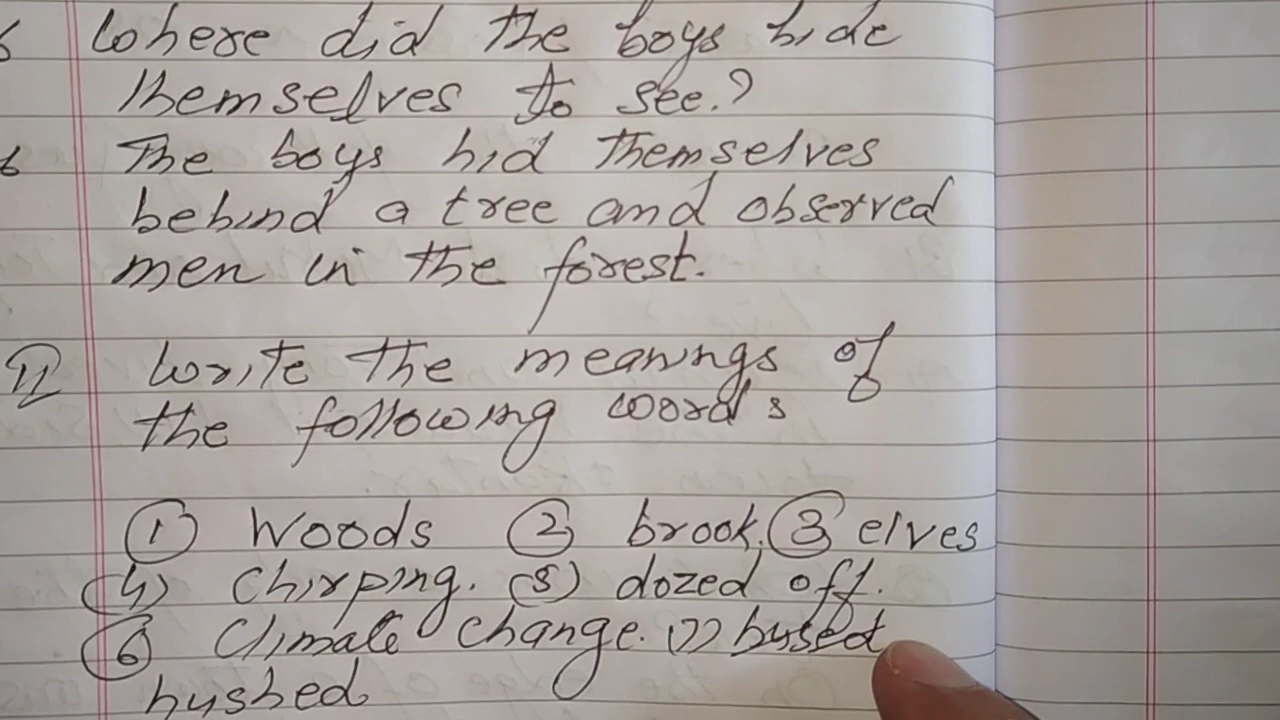 Where did the boys hide
themselves to see.?
The boys hid themselves
behind a tree and observed
men in the forest.
II Write the meanings of
the following words
① Woods ② brook. ③ elves
(4) Chirping. (5) dozed off.
⑥ Climate change. (7)
hushed